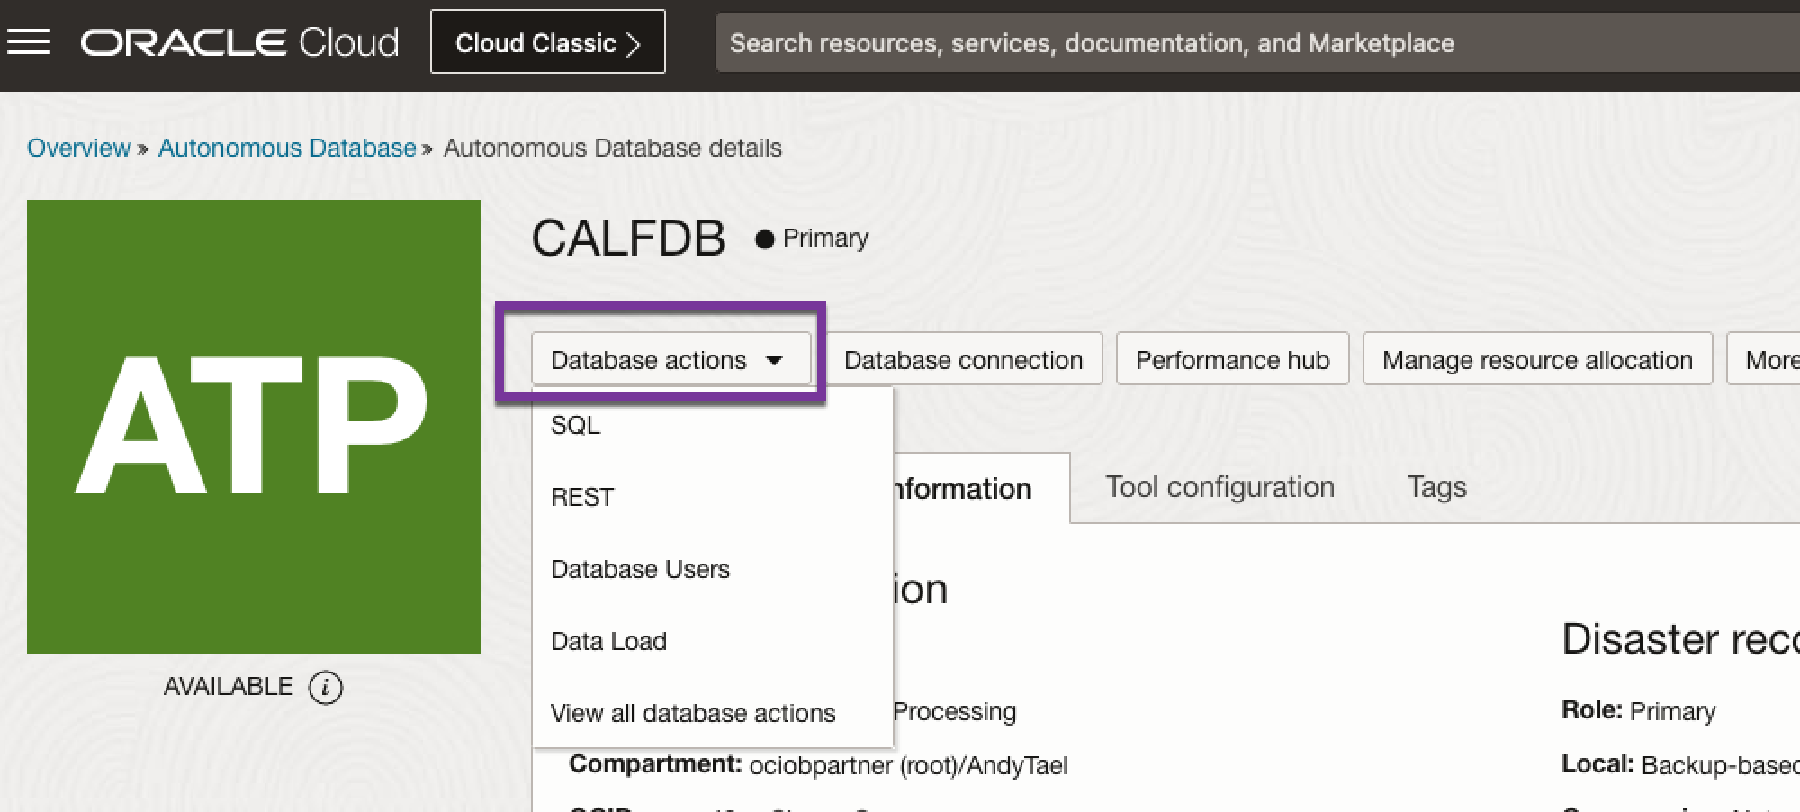 ORACLE Cloud Cloud Classic Search resources, services, documentation, and Marketplace
Overview » Autonomous Database » Autonomous Database details
ATP
AVAILABLE
CALFDB Primary
Database actions Database connection Performance hub Manage resource allocation More
SQL
REST
Database Users
Data Load
View all database actions
nformation Tool configuration Tags
ion
Processing
Compartment: ociobpartner (root)/AndyTael
Disaster reco
Role: Primary
Local: Backup-based